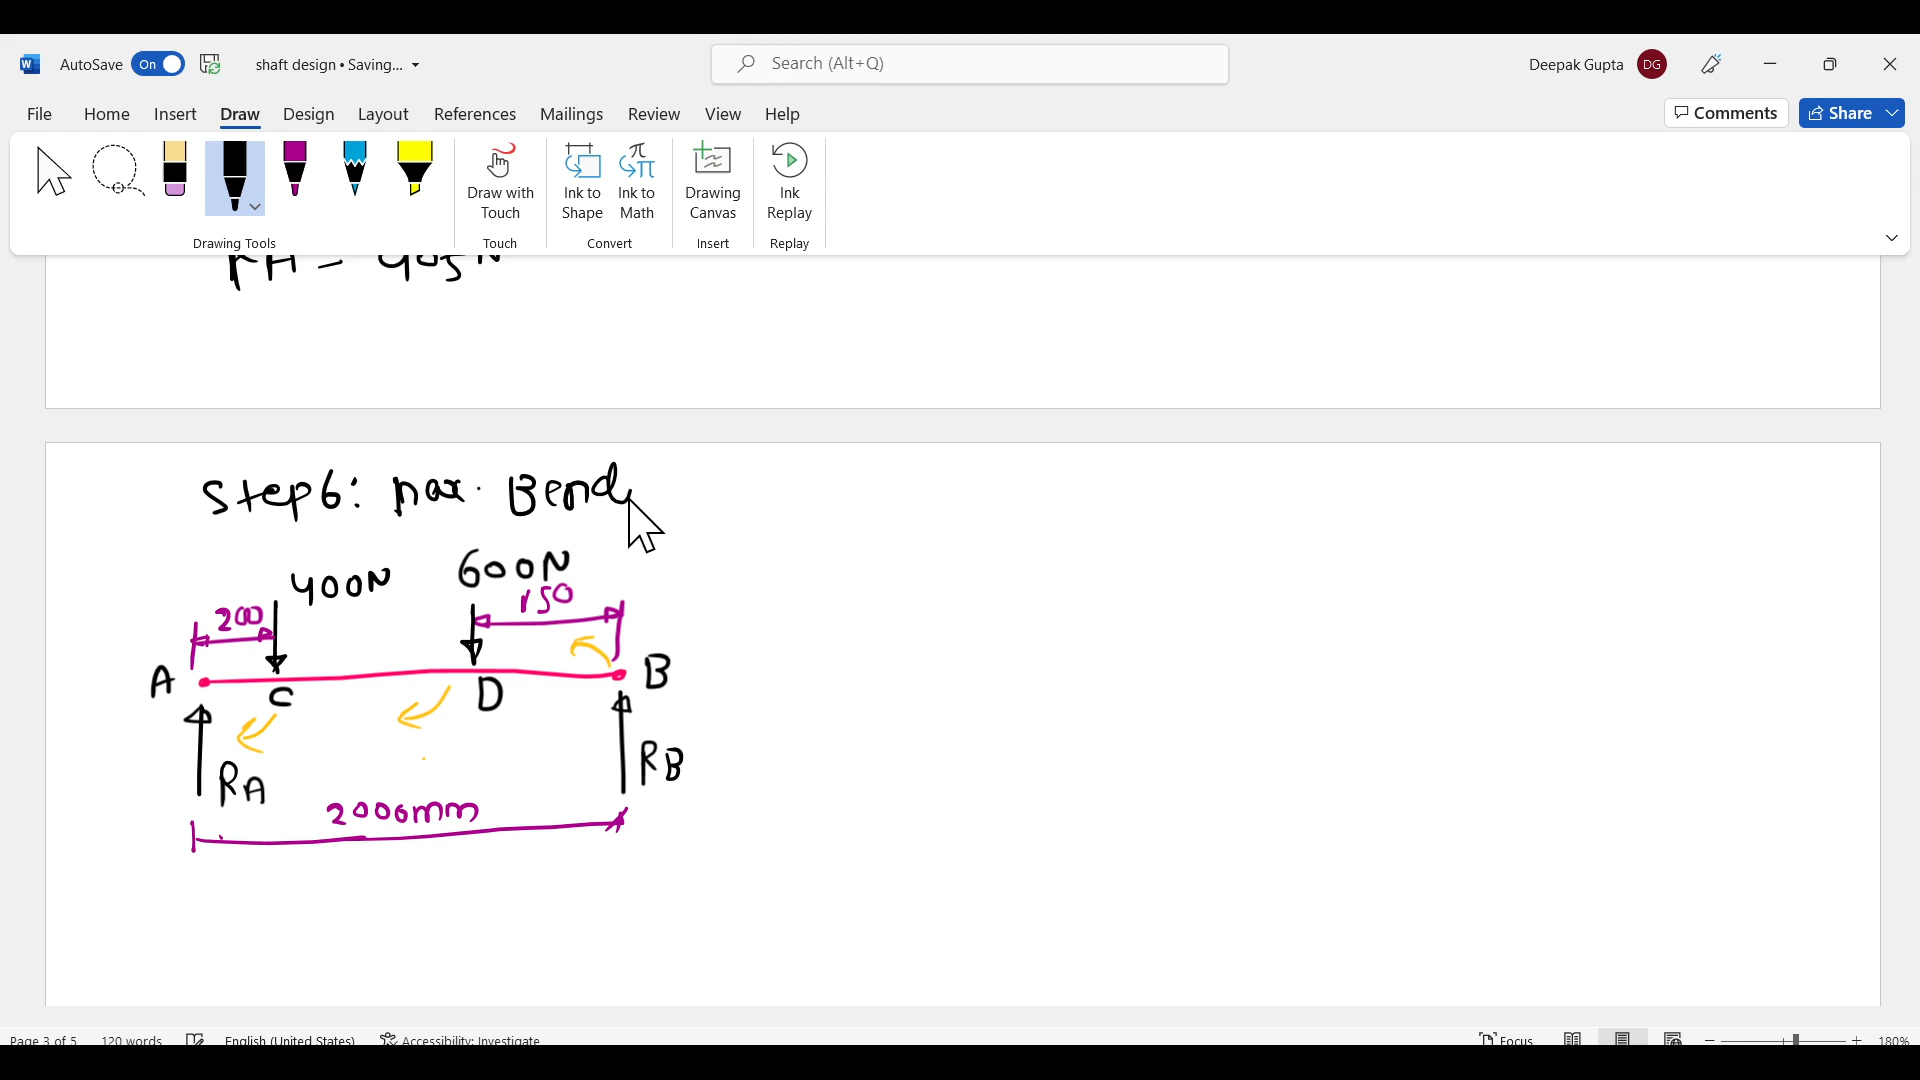 AutoSave On shaft design • Saving... Search (Alt+Q) Deepak Gupta DG
File Home Insert Draw Design Layout References Mailings Review View Help Comments Share
Draw with Touch
Ink to Shape
Ink to Math
Drawing Canvas
Ink Replay
Drawing Tools Touch Convert Insert Replay
RA = 405N
Step6: max. Bend
400N 600N
200 150
A C D B
RA RB
2000mm
Page 3 of 5 120 words English (United States) Accessibility: Investigate Focus 180%